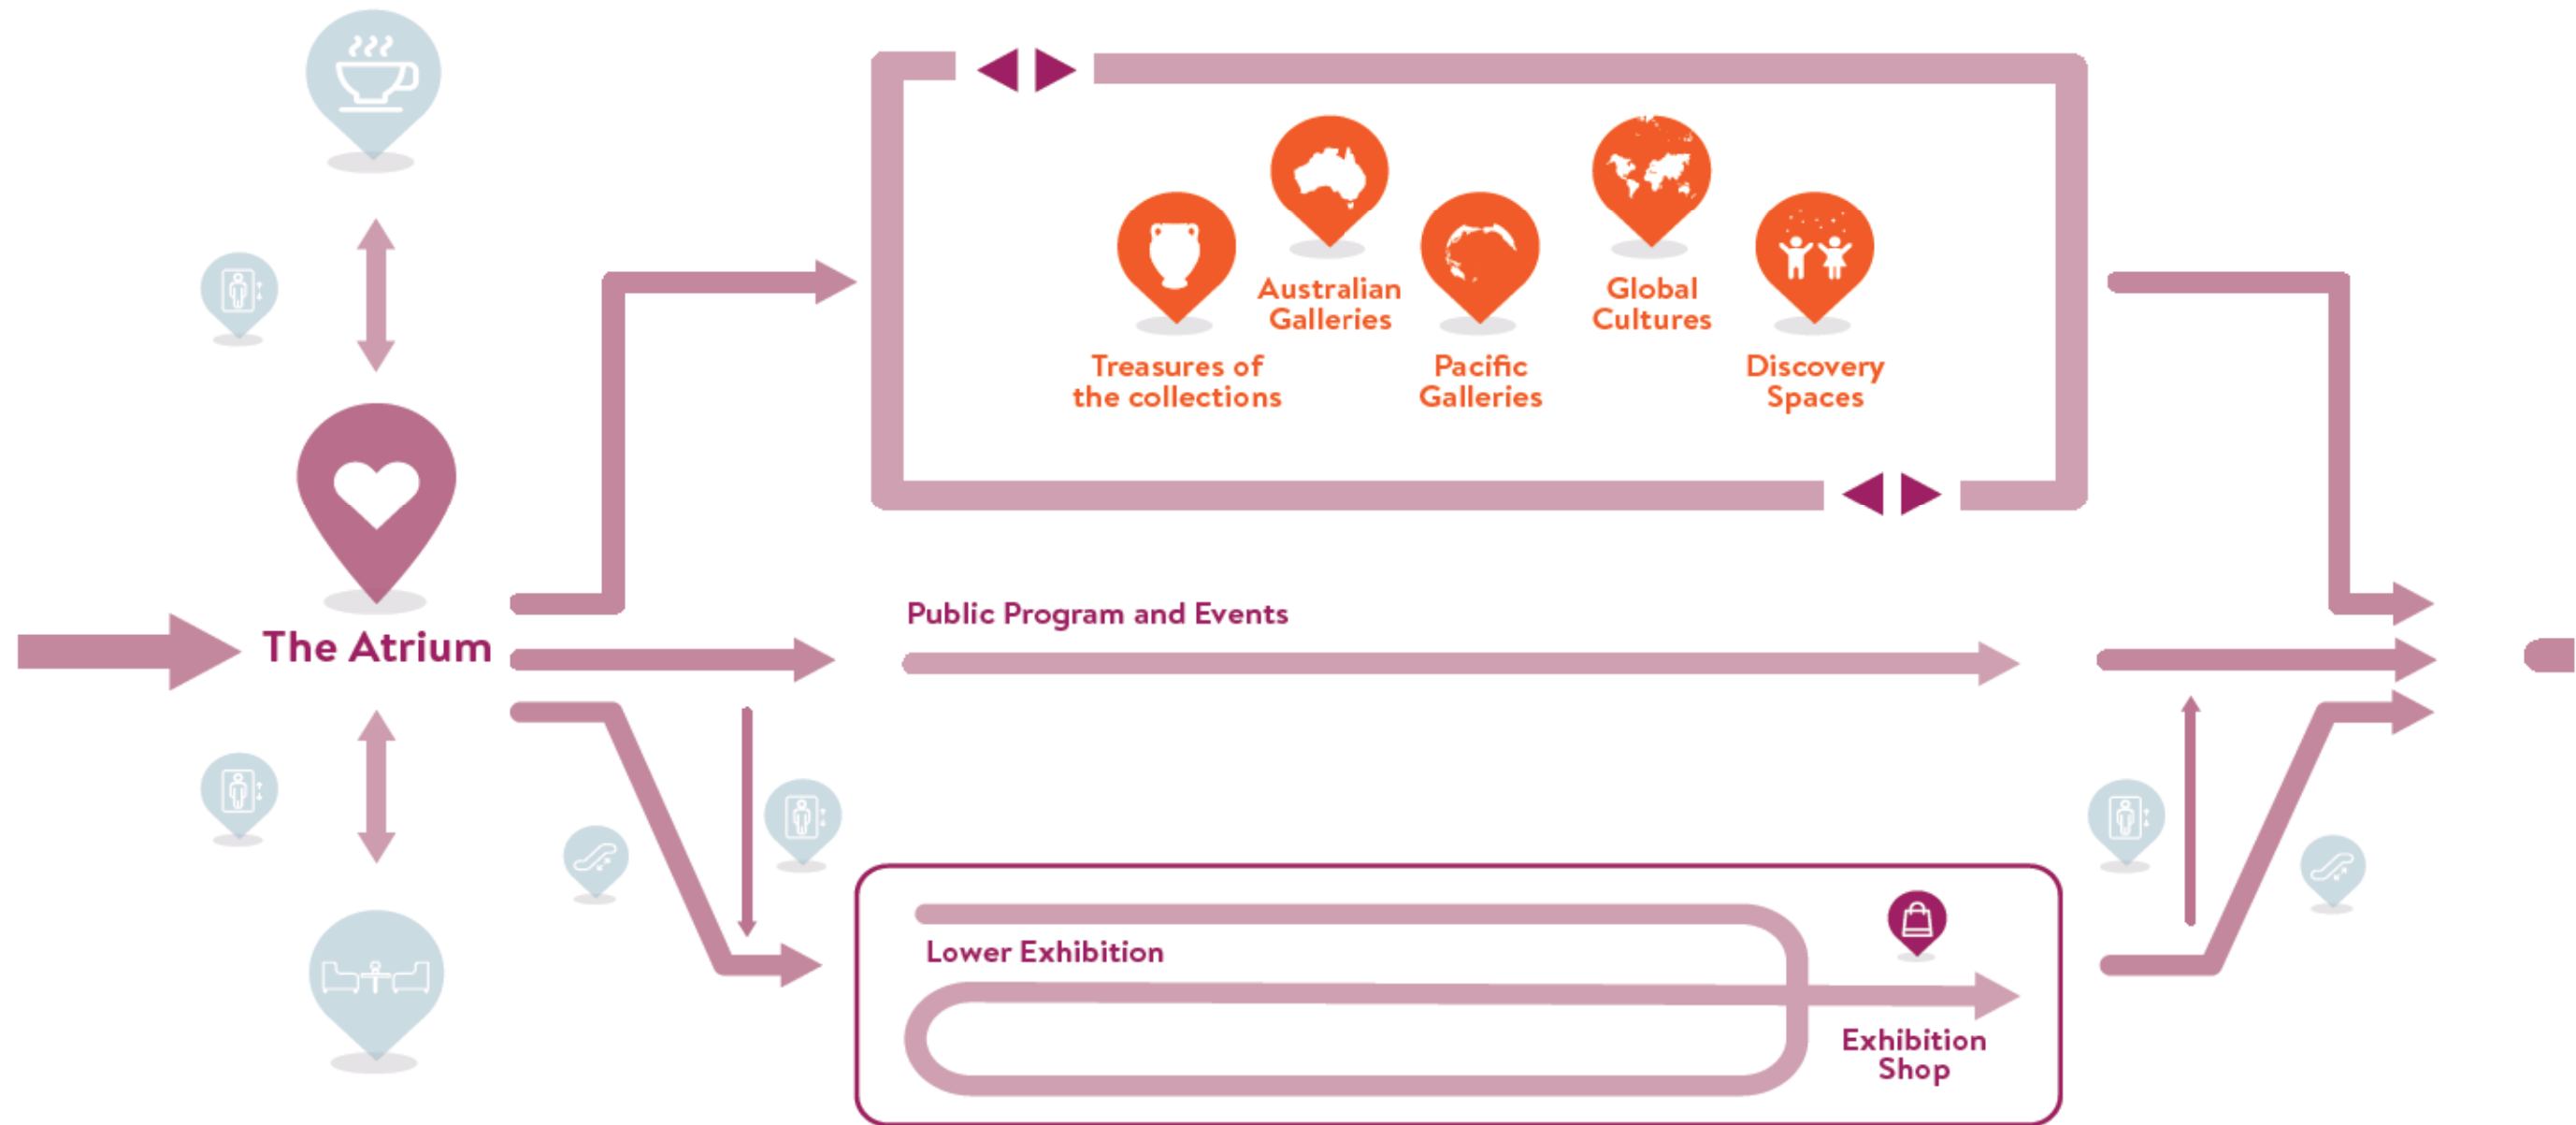 Australian
Galleries
Global
Cultures
Treasures of
the collections
Pacific
Galleries
Discovery
Spaces
Public Program and Events
The Atrium
Lower Exhibition
Exhibition
Shop